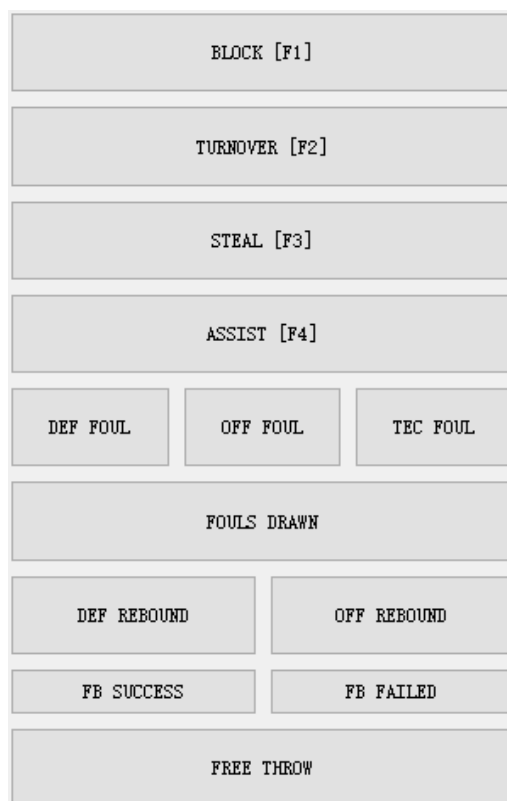 BLOCK [F1]
TURNOVER [F2]
STEAL [F3]
ASSIST [F4]
DEF FOUL OFF FOUL TEC FOUL
FOULS DRAWN
DEF REBOUND OFF REBOUND
FB SUCCESS FB FAILED
FREE THROW